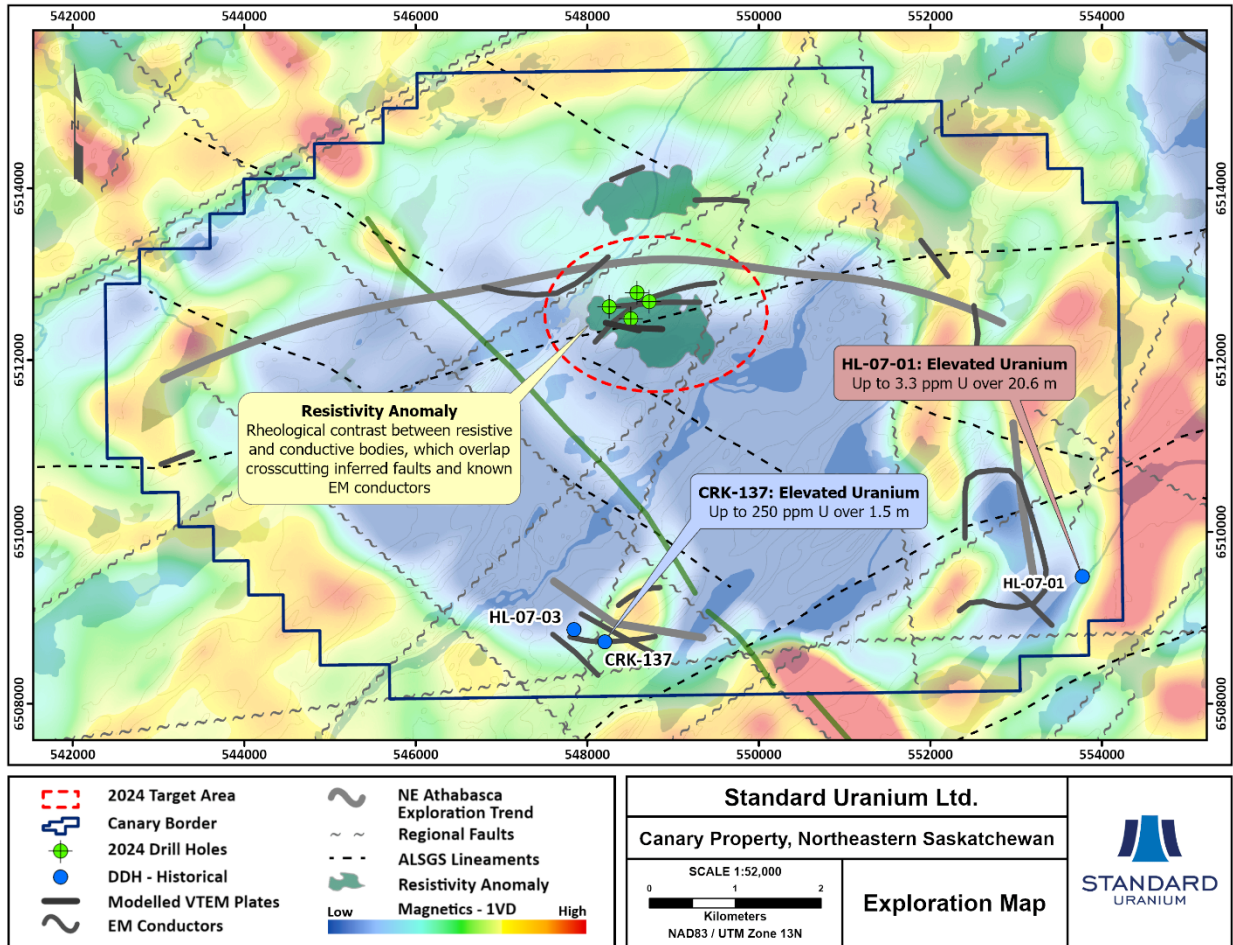 542000 544000 546000 548000 550000 552000 554000
6514000
6514000
6512000
6512000
HL-07-01: Elevated Uranium
Up to 3.3 ppm U over 20.6 m
Resistivity Anomaly
Rheological contrast between resistive
and conductive bodies, which overlap
crosscutting inferred faults and known
EM conductors
CRK-137: Elevated Uranium
Up to 250 ppm U over 1.5 m
6510000
6510000
HL-07-01
HL-07-03
CRK-137
6508000
6508000
542000 544000 546000 548000 550000 552000 554000
2024 Target Area
Canary Border
2024 Drill Holes
DDH - Historical
Modelled VTEM Plates
EM Conductors
NE Athabasca
Exploration Trend
Regional Faults
ALSGS Lineaments
Resistivity Anomaly
Magnetics - 1VD
Low High
Standard Uranium Ltd.
Canary Property, Northeastern Saskatchewan
SCALE 1:52,000
0 1 2
Kilometers
NAD83 / UTM Zone 13N
Exploration Map
STANDARD
URANIUM